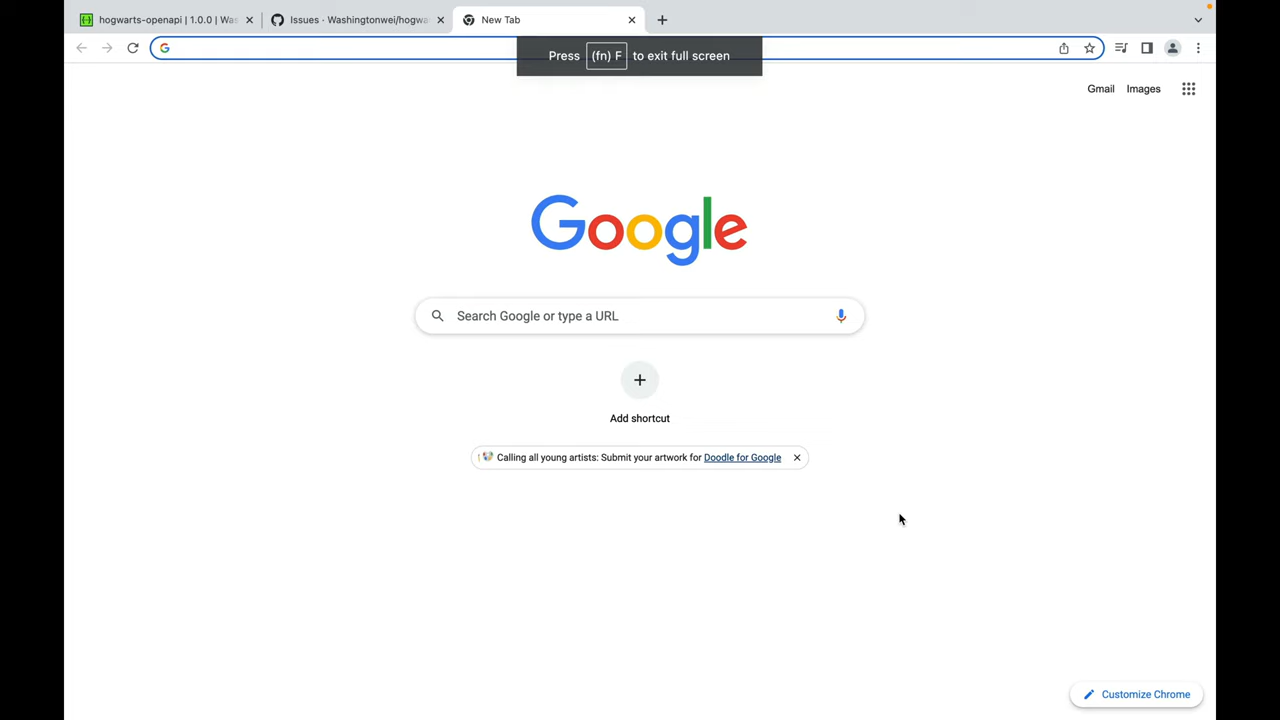 hogwarts-openapi | 1.0.0 | Was
Issues - Washingtonwei/hogwa
New Tab
Press (fn) F to exit full screen
Gmail
Images
Google
Search Google or type a URL
Add shortcut
Calling all young artists: Submit your artwork for Doodle for Google
Customize Chrome